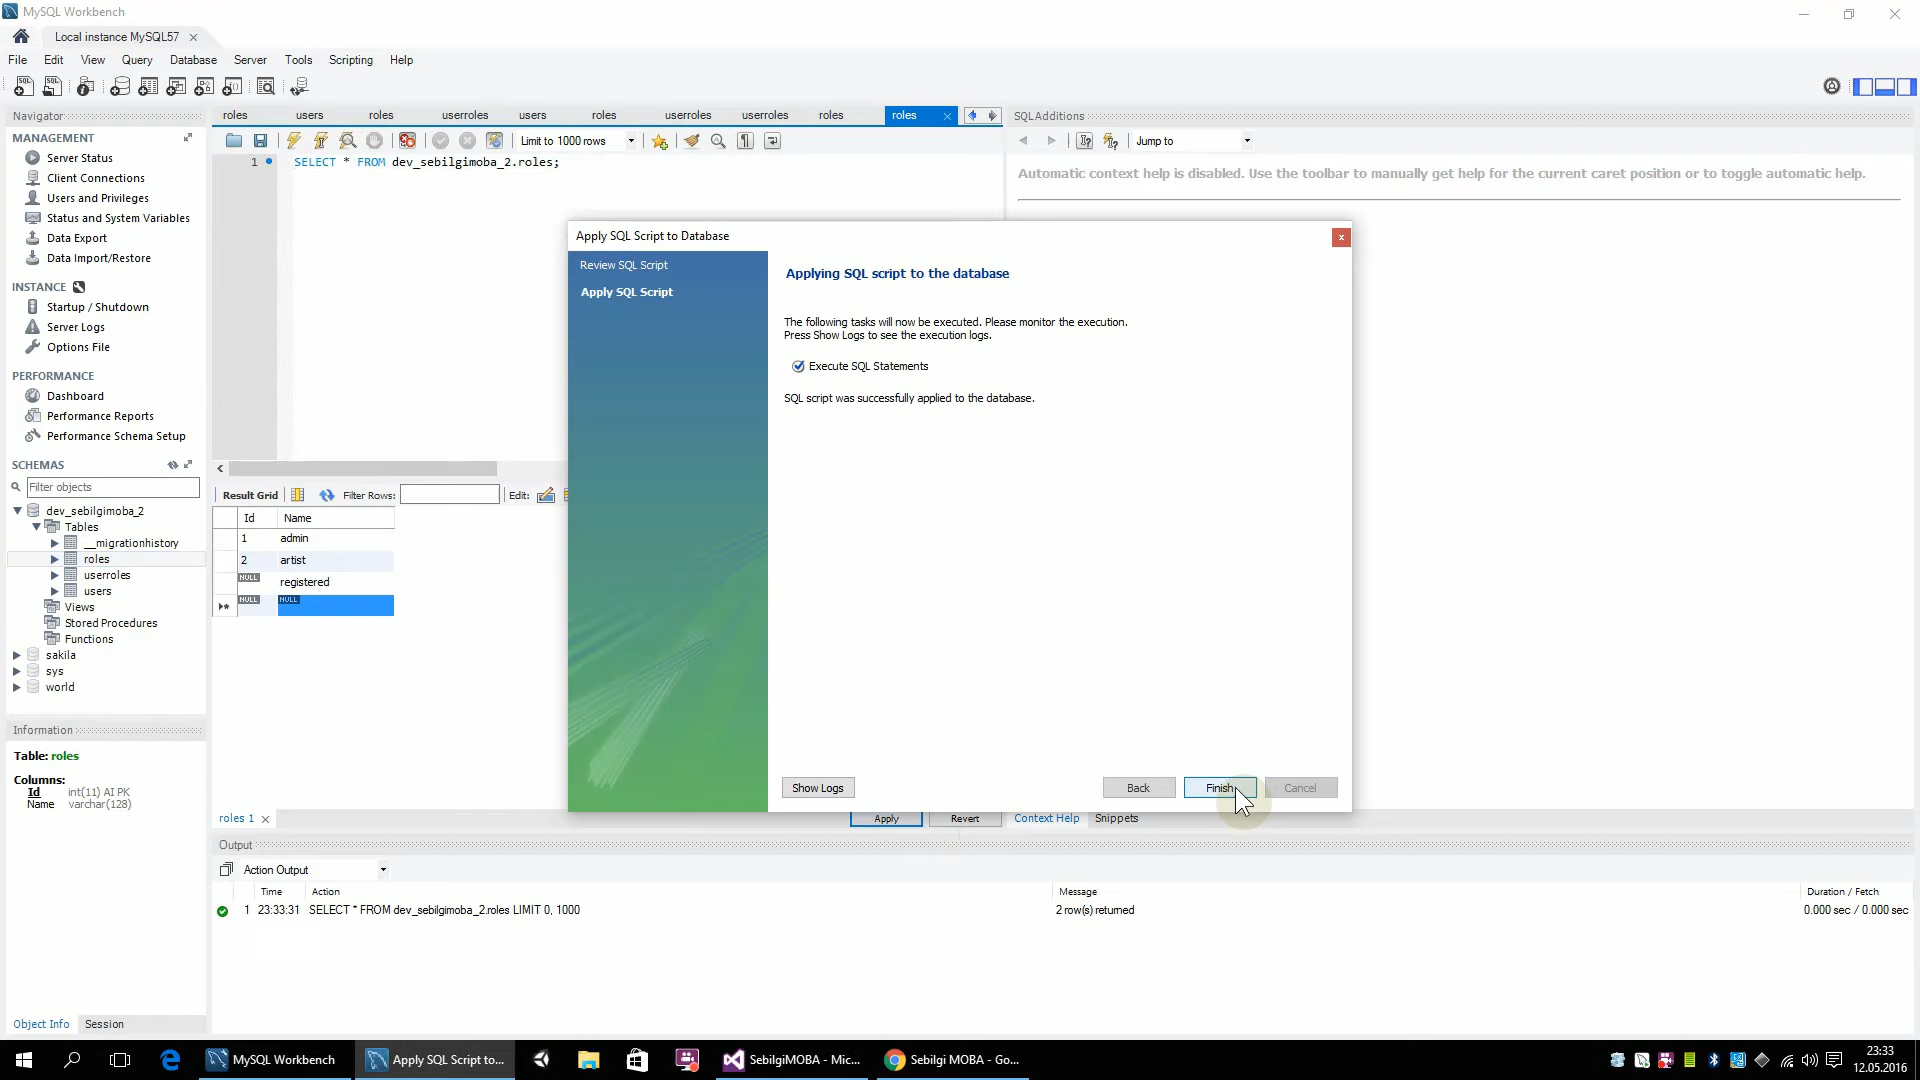 MySQL Workbench
Local instance MySQL57
File Edit View Query Database Server Tools Scripting Help
Navigator
MANAGEMENT
Server Status
Client Connections
Users and Privileges
Status and System Variables
Data Export
Data Import/Restore
INSTANCE
Startup / Shutdown
Server Logs
Options File
PERFORMANCE
Dashboard
Performance Reports
Performance Schema Setup
SCHEMAS
Filter objects
dev_sebilgimoba_2
Tables
__migrationhistory
roles
userroles
users
Views
Stored Procedures
Functions
sakila
sys
world
Information
Table: roles
Columns:
Id int(11) AI PK
Name varchar(128)
Object Info Session
roles users roles userroles users roles userroles userroles roles roles
Limit to 1000 rows
1 SELECT * FROM dev_sebilgimoba_2.roles;
SQLAdditions
Jump to
Automatic context help is disabled. Use the toolbar to manually get help for the current caret position or to toggle automatic help.
Result Grid Filter Rows: Edit:
Id Name
1 admin
2 artist
NULL registered
NULL NULL
Apply SQL Script to Database
Review SQL Script
Apply SQL Script
Applying SQL script to the database
The following tasks will now be executed. Please monitor the execution.
Press Show Logs to see the execution logs.
Execute SQL Statements
SQL script was successfully applied to the database.
Show Logs Back Finish Cancel
roles 1 Apply Revert Context Help Snippets
Output
Action Output
Time Action Message Duration / Fetch
1 23:33:31 SELECT * FROM dev_sebilgimoba_2.roles LIMIT 0, 1000 2 row(s) returned 0.000 sec / 0.000 sec
MySQL Workbench Apply SQL Script to... SebilgiMOBA - Mic... Sebilgi MOBA - Go...
23:33
12.05.2016